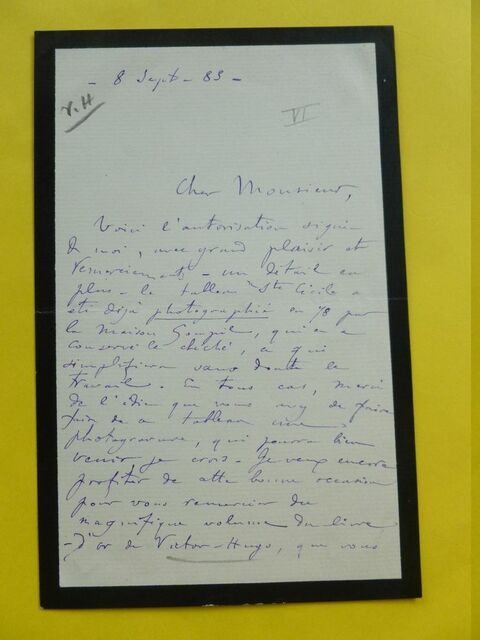 - 8 Sept - 83 -
V.H
VI
Cher Monsieur,
Voici l'autorisation signée
de moi, avec grand plaisir et
remerciement - un détail en
plus - le tableau Ste Cécile a
été déjà photographié en 78 par
la maison Goupil, qui en a
conservé le cliché, ce qui
simplifiera sans doute le
travail. En tous cas, merci
de l'idée que vous avez de faire
faire de ce tableau une
photogravure, qui pourra bien
venir je crois. Je veux encore
profiter de cette bonne occasion
pour vous remercier du
magnifique volume du livre
-d'or de Victor-Hugo, que vous